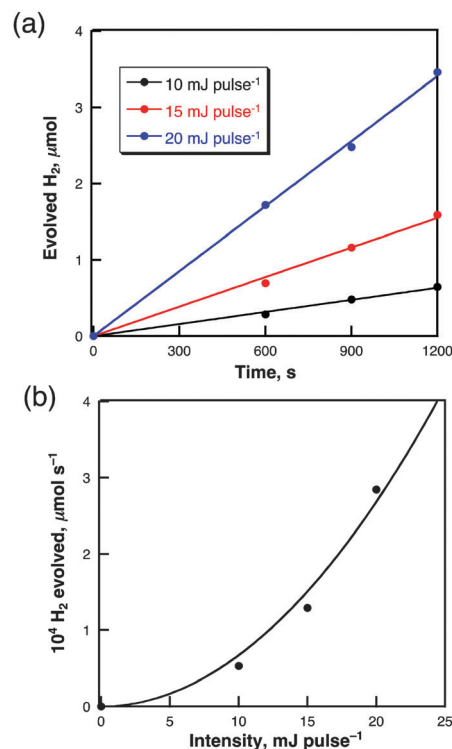 (a)
4
3
2
1
0
10 mJ pulse⁻¹
15 mJ pulse⁻¹
20 mJ pulse⁻¹
Evolved H₂, μmol
0 300 600 900 1200
Time, s
(b)
4
3
2
1
0
10⁴ H₂ evolved, μmol s⁻¹
0 5 10 15 20 25
Intensity, mJ pulse⁻¹